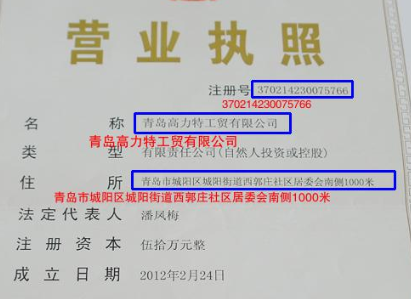 营业执照
注册号 370214230075766
370214230075766
名称 青岛高力特工贸有限公司
青岛高力特工贸有限公司
类型 有限责任公司(自然人投资或控股)
住所 青岛市城阳区城阳街道西郭庄社区居委会南侧1000米
青岛市城阳区城阳街道西郭庄社区居委会南侧1000米
法定代表人 潘风梅
注册资本 伍拾万元整
成立日期 2012年2月24日